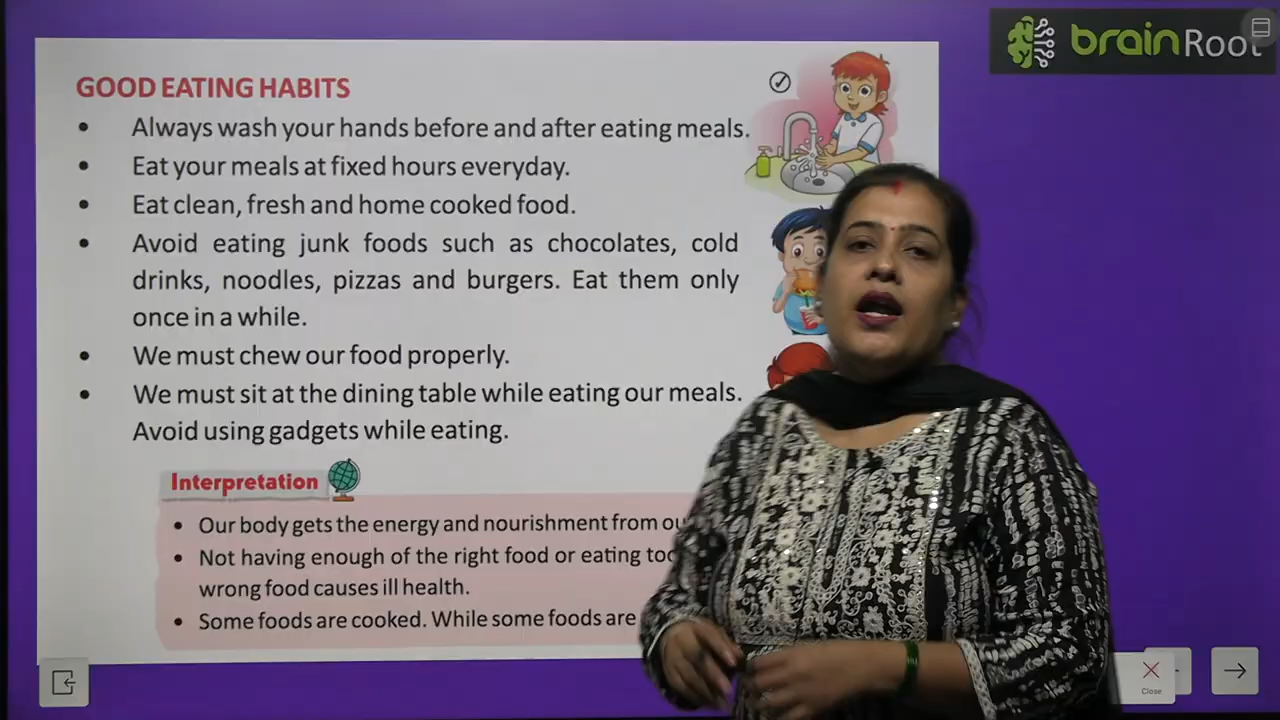 brainRoot
GOOD EATING HABITS
• Always wash your hands before and after eating meals.
• Eat your meals at fixed hours everyday.
• Eat clean, fresh and home cooked food.
• Avoid eating junk foods such as chocolates, cold
drinks, noodles, pizzas and burgers. Eat them only
once in a while.
• We must chew our food properly.
• We must sit at the dining table while eating our meals.
Avoid using gadgets while eating.
Interpretation
• Our body gets the energy and nourishment from
• Not having enough of the right food or eating
wrong food causes ill health.
• Some foods are cooked. While some foods are
Close